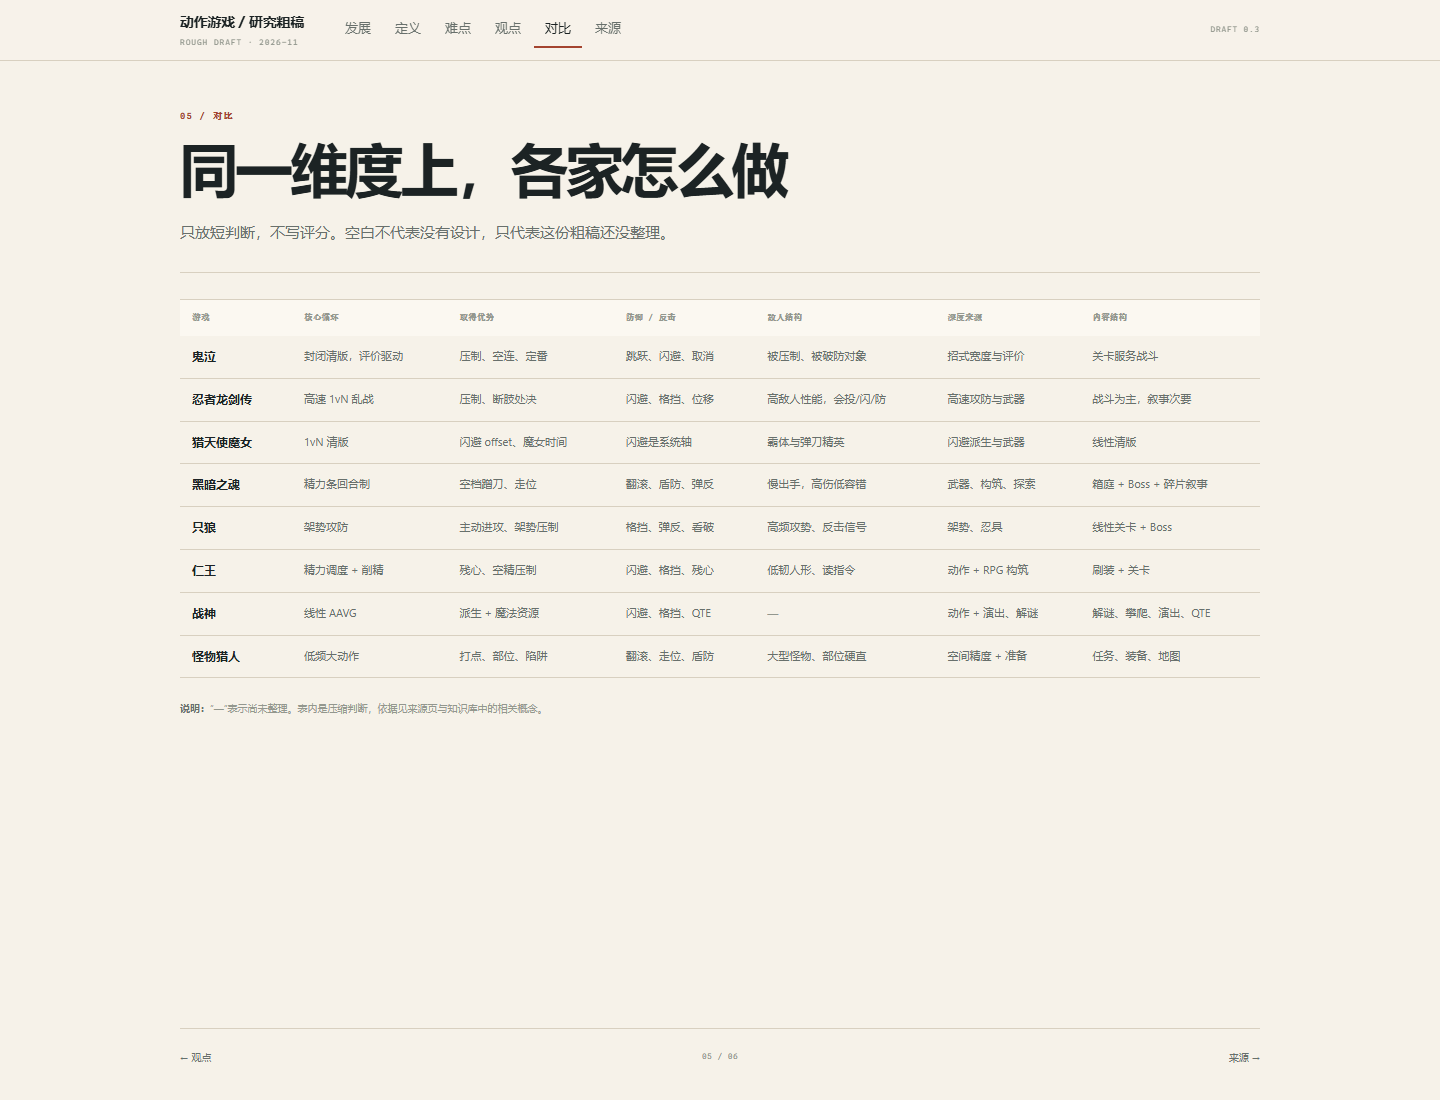 动作游戏 / 研究粗稿
ROUGH DRAFT · 2026-11
发展 定义 难点 观点 对比 来源
DRAFT 0.3
05 / 对比
同一维度上，各家怎么做
只放短判断，不写评分。空白不代表没有设计，只代表这份粗稿还没整理。
游戏 核心循环 取得优势 防御 / 反击 敌人结构 深度来源 内容结构
鬼泣 封闭清版，评价驱动 压制、空连、定番 跳跃、闪避、取消 被压制、被破防对象 招式宽度与评价 关卡服务战斗
忍者龙剑传 高速 1vN 乱战 压制、断肢处决 闪避、格挡、位移 高敌人性能，会投/闪/防 高速攻防与武器 战斗为主，叙事次要
猎天使魔女 1vN 清版 闪避 offset、魔女时间 闪避是系统轴 霸体与弹刀精英 闪避派生与武器 线性清版
黑暗之魂 精力条回合制 空档蹭刀、走位 翻滚、盾防、弹反 慢出手，高伤低容错 武器、构筑、探索 箱庭 + Boss + 碎片叙事
只狼 架势攻防 主动进攻、架势压制 格挡、弹反、看破 高频攻势、反击信号 架势、忍具 线性关卡 + Boss
仁王 精力调度 + 削精 残心、空精压制 闪避、格挡、残心 低韧人形、读指令 动作 + RPG 构筑 刷装 + 关卡
战神 线性 AAVG 派生 + 魔法资源 闪避、格挡、QTE — 动作 + 演出、解谜 解谜、攀爬、演出、QTE
怪物猎人 低频大动作 打点、部位、陷阱 翻滚、走位、盾防 大型怪物、部位硬直 空间精度 + 准备 任务、装备、地图
说明： “—”表示尚未整理。表内是压缩判断，依据见来源页与知识库中的相关概念。
← 观点
05 / 06
来源 →